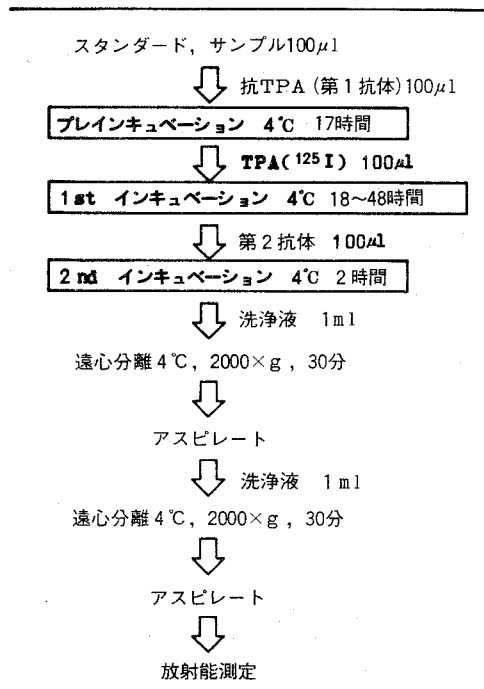 スタンダード, サンプル100μl
抗TPA (第1抗体) 100μl
プレインキュベーション 4℃ 17時間
TPA(¹²⁵I) 100μl
1st インキュベーション 4℃ 18~48時間
第2抗体 100μl
2nd インキュベーション 4℃ 2時間
洗浄液 1ml
遠心分離4℃, 2000×g, 30分
アスピレート
洗浄液 1ml
遠心分離4℃, 2000×g, 30分
アスピレート
放射能測定